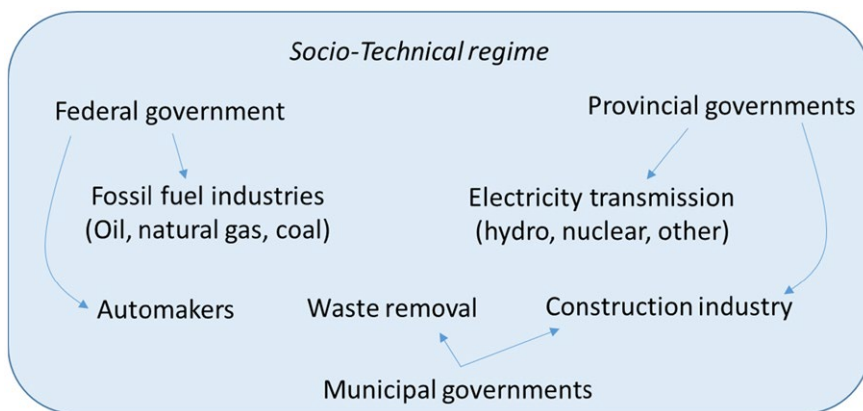 Socio-Technical regime
Federal government
Provincial governments
Fossil fuel industries
(Oil, natural gas, coal)
Electricity transmission
(hydro, nuclear, other)
Automakers
Waste removal
Construction industry
Municipal governments